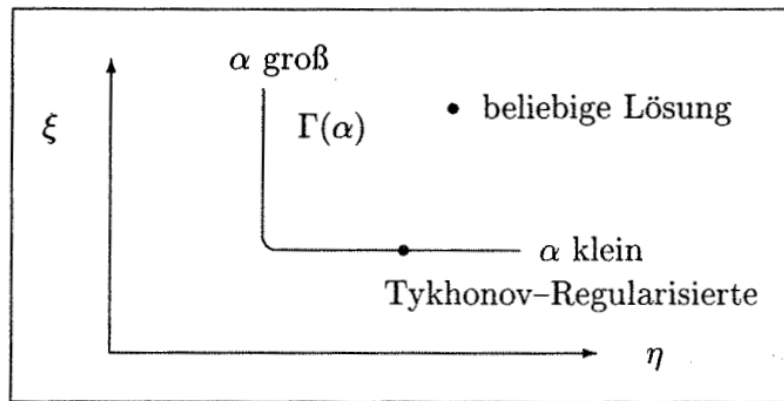 α groß
ξ
Γ(α)
• beliebige Lösung
α klein
Tykhonov–Regularisierte
η